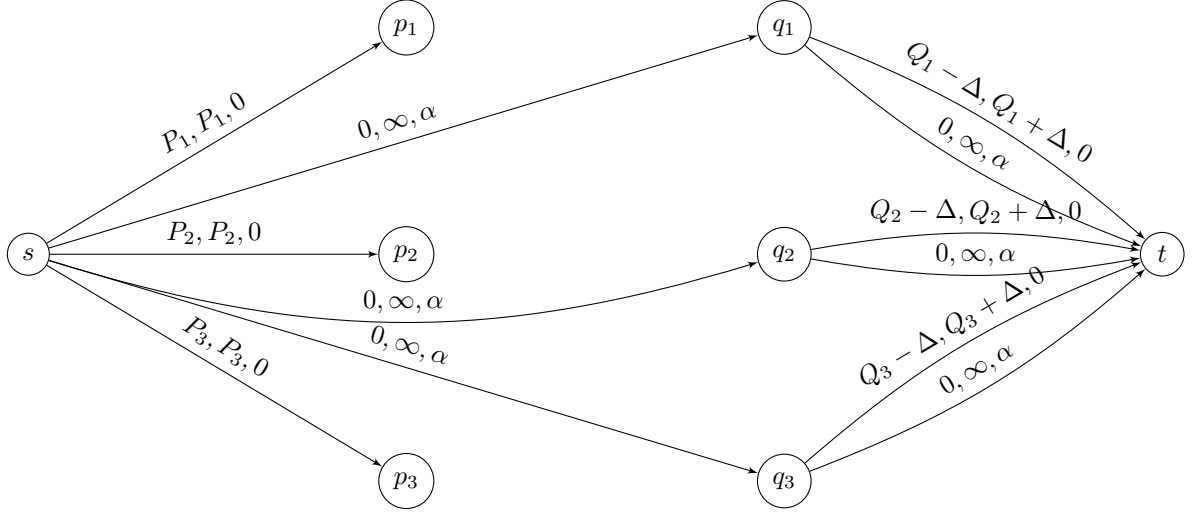 p₁
q₁
Q₁ − Δ, Q₁ + Δ, 0
P₁, P₁, 0
0, ∞, α
0, ∞, α
s
P₂, P₂, 0
p₂
q₂
Q₂ − Δ, Q₂ + Δ, 0
0, ∞, α
t
0, ∞, α
0, ∞, α
P₃, P₃, 0
Q₃ − Δ, Q₃ + Δ, 0
0, ∞, α
p₃
q₃